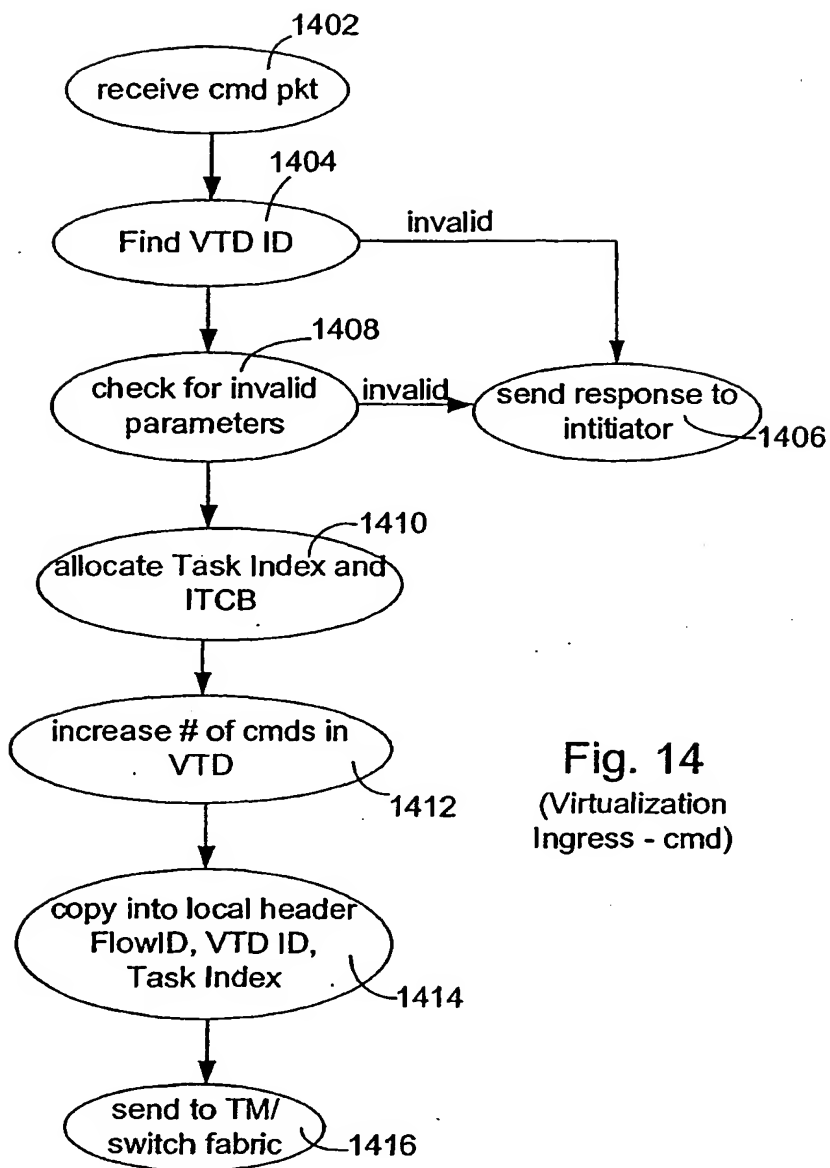 1402
receive cmd pkt
1404
Find VTD ID
invalid
1408
check for invalid
parameters
invalid
send response to
intitiator
1406
1410
allocate Task Index and
ITCB
increase # of cmds in
VTD
1412
copy into local header
FlowID, VTD ID,
Task Index
1414
send to TM/
switch fabric
1416
Fig. 14
(Virtualization
Ingress - cmd)